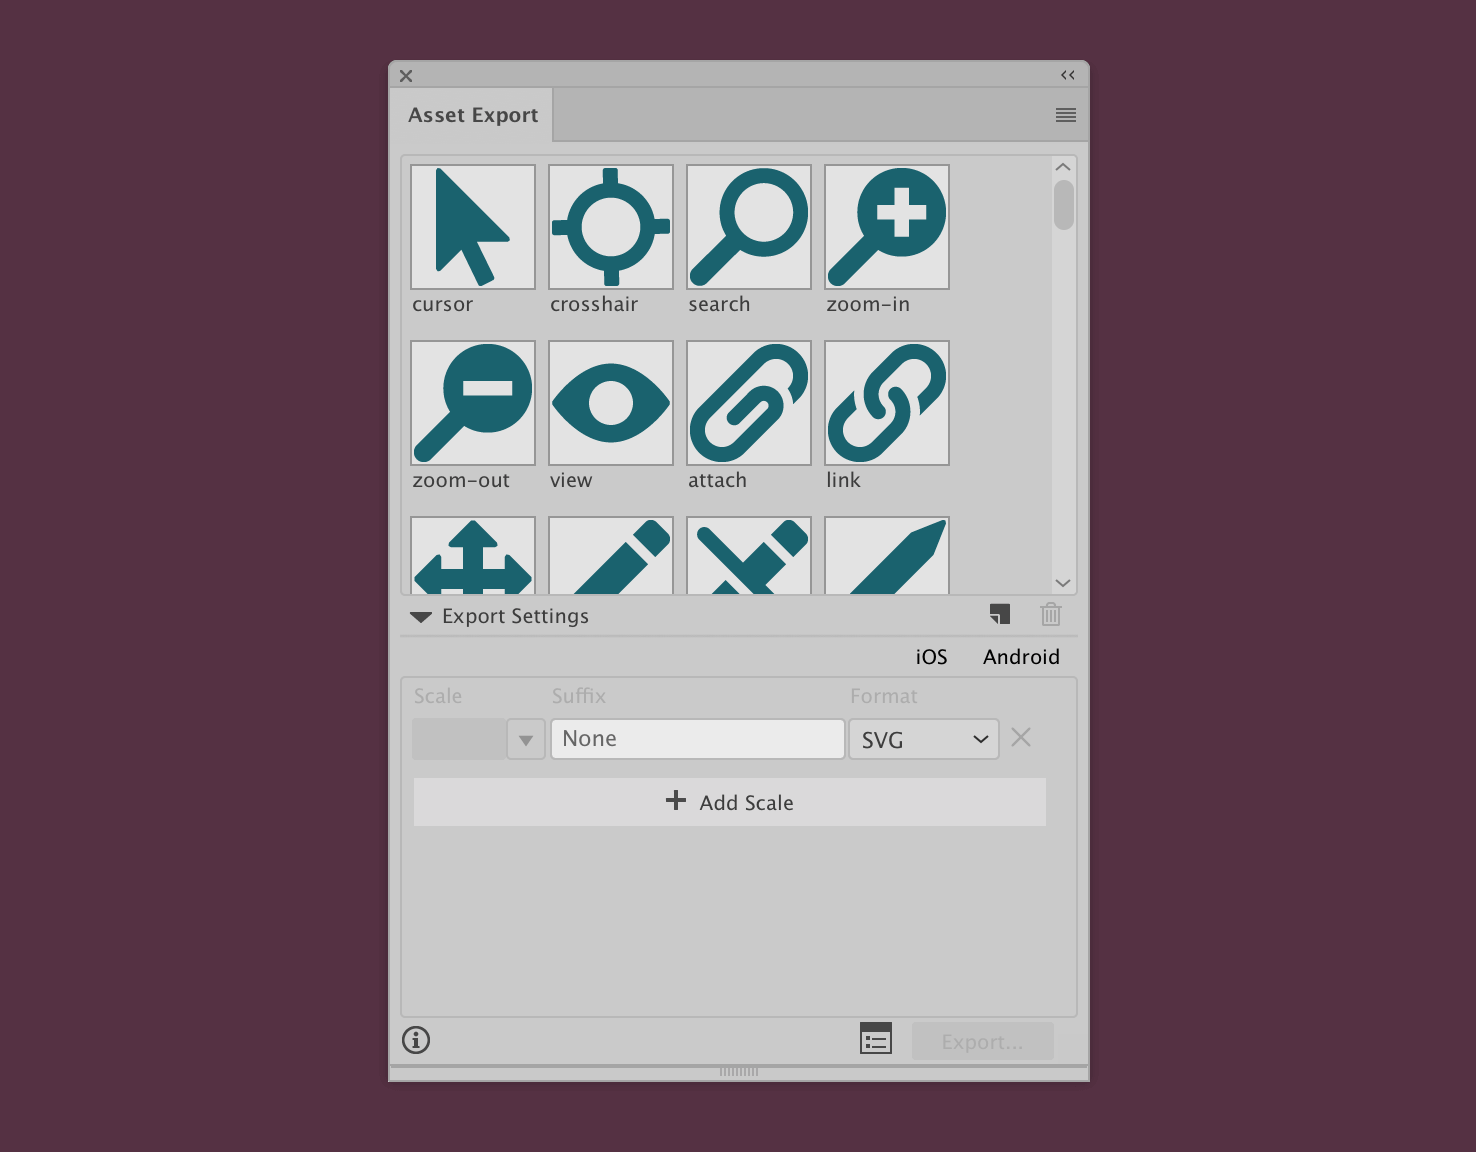 Asset Export
cursor
crosshair
search
zoom-in
zoom-out
view
attach
link
Export Settings
iOS Android
Scale Suffix Format
None SVG
Add Scale
Export...